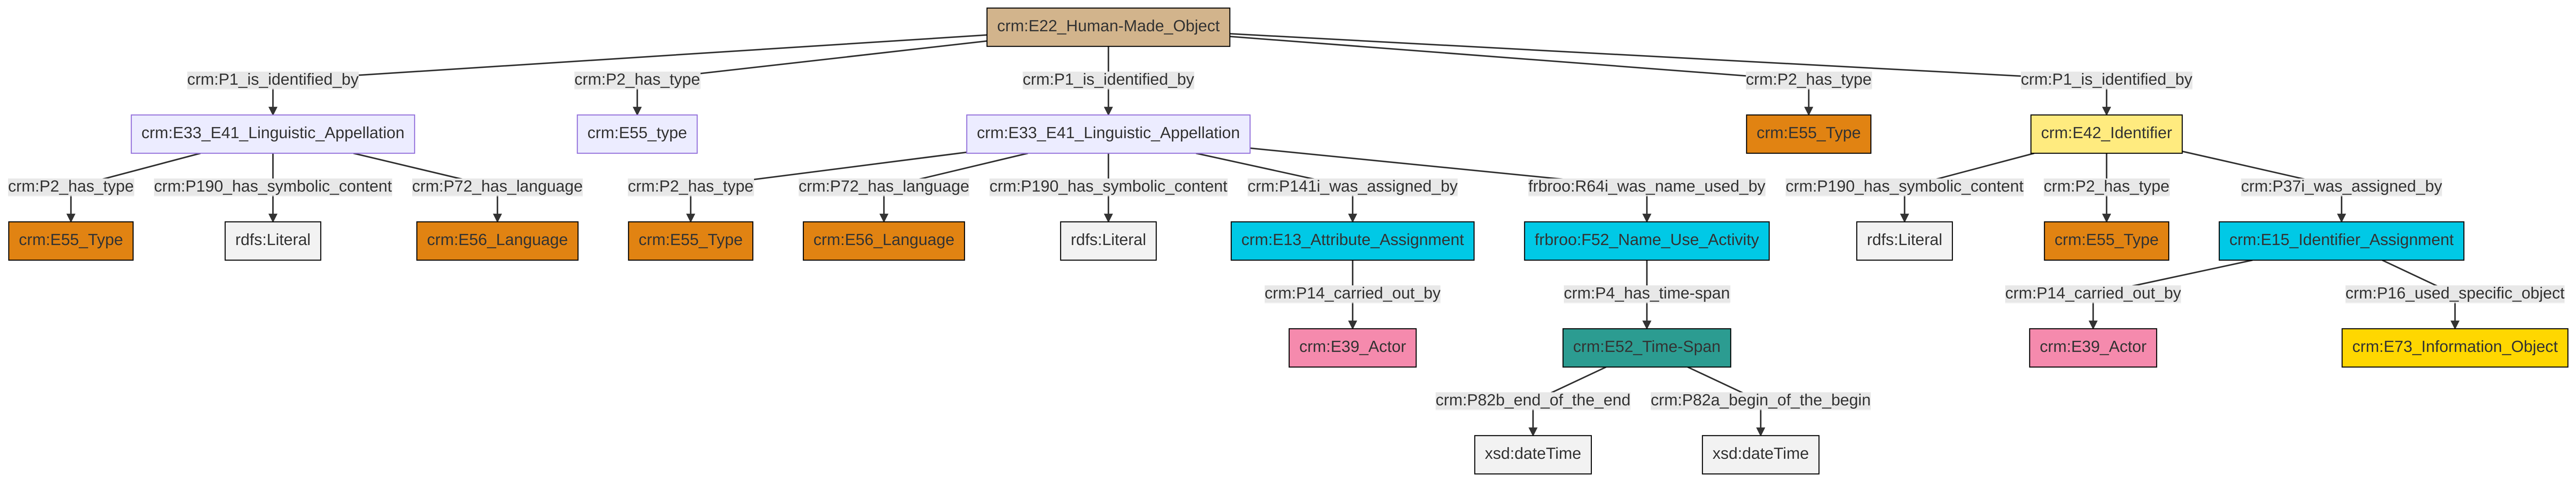 crm:E22_Human-Made_Object
crm:P1_is_identified_by
crm:P2_has_type
crm:P1_is_identified_by
crm:P2_has_type
crm:P1_is_identified_by
crm:E33_E41_Linguistic_Appellation
crm:E55_type
crm:E33_E41_Linguistic_Appellation
crm:E55_Type
crm:E42_Identifier
crm:P2_has_type
crm:P190_has_symbolic_content
crm:P72_has_language
crm:P2_has_type
crm:P72_has_language
crm:P190_has_symbolic_content
crm:P141i_was_assigned_by
frbroo:R64i_was_name_used_by
crm:P190_has_symbolic_content
crm:P2_has_type
crm:P37i_was_assigned_by
crm:E55_Type
rdfs:Literal
crm:E56_Language
crm:E55_Type
crm:E56_Language
rdfs:Literal
crm:E13_Attribute_Assignment
frbroo:F52_Name_Use_Activity
rdfs:Literal
crm:E55_Type
crm:E15_Identifier_Assignment
crm:P14_carried_out_by
crm:P4_has_time-span
crm:P14_carried_out_by
crm:P16_used_specific_object
crm:E39_Actor
crm:E52_Time-Span
crm:E39_Actor
crm:E73_Information_Object
crm:P82b_end_of_the_end
crm:P82a_begin_of_the_begin
xsd:dateTime
xsd:dateTime